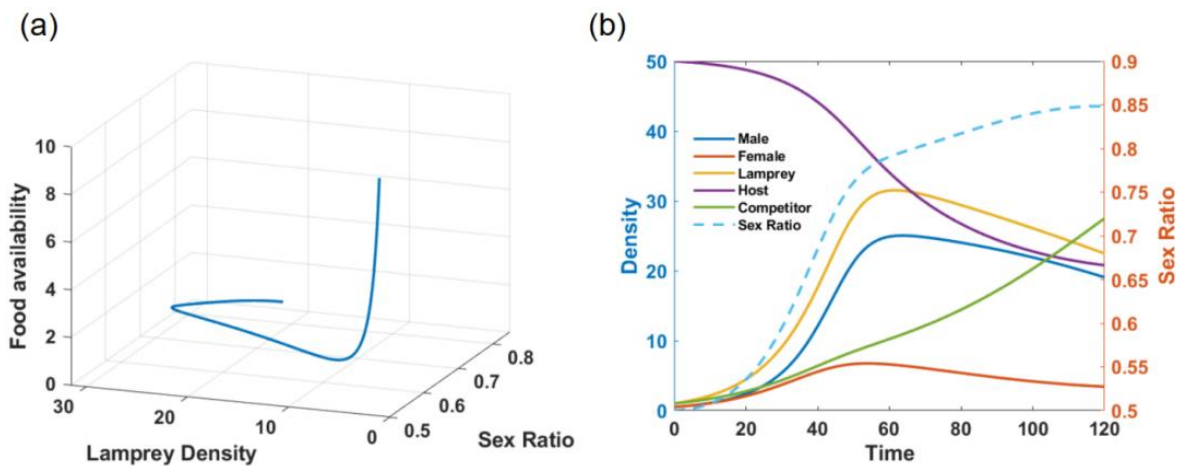 (a)
10
8
6
4
2
0
Food availability
30
20
10
0
Lamprey Density
0.5
0.6
0.7
0.8
Sex Ratio
(b)
50
40
30
20
10
0
Density
Male
Female
Lamprey
Host
Competitor
Sex Ratio
0
20
40
60
80
100
120
Time
0.9
0.85
0.8
0.75
0.7
0.65
0.6
0.55
0.5
Sex Ratio